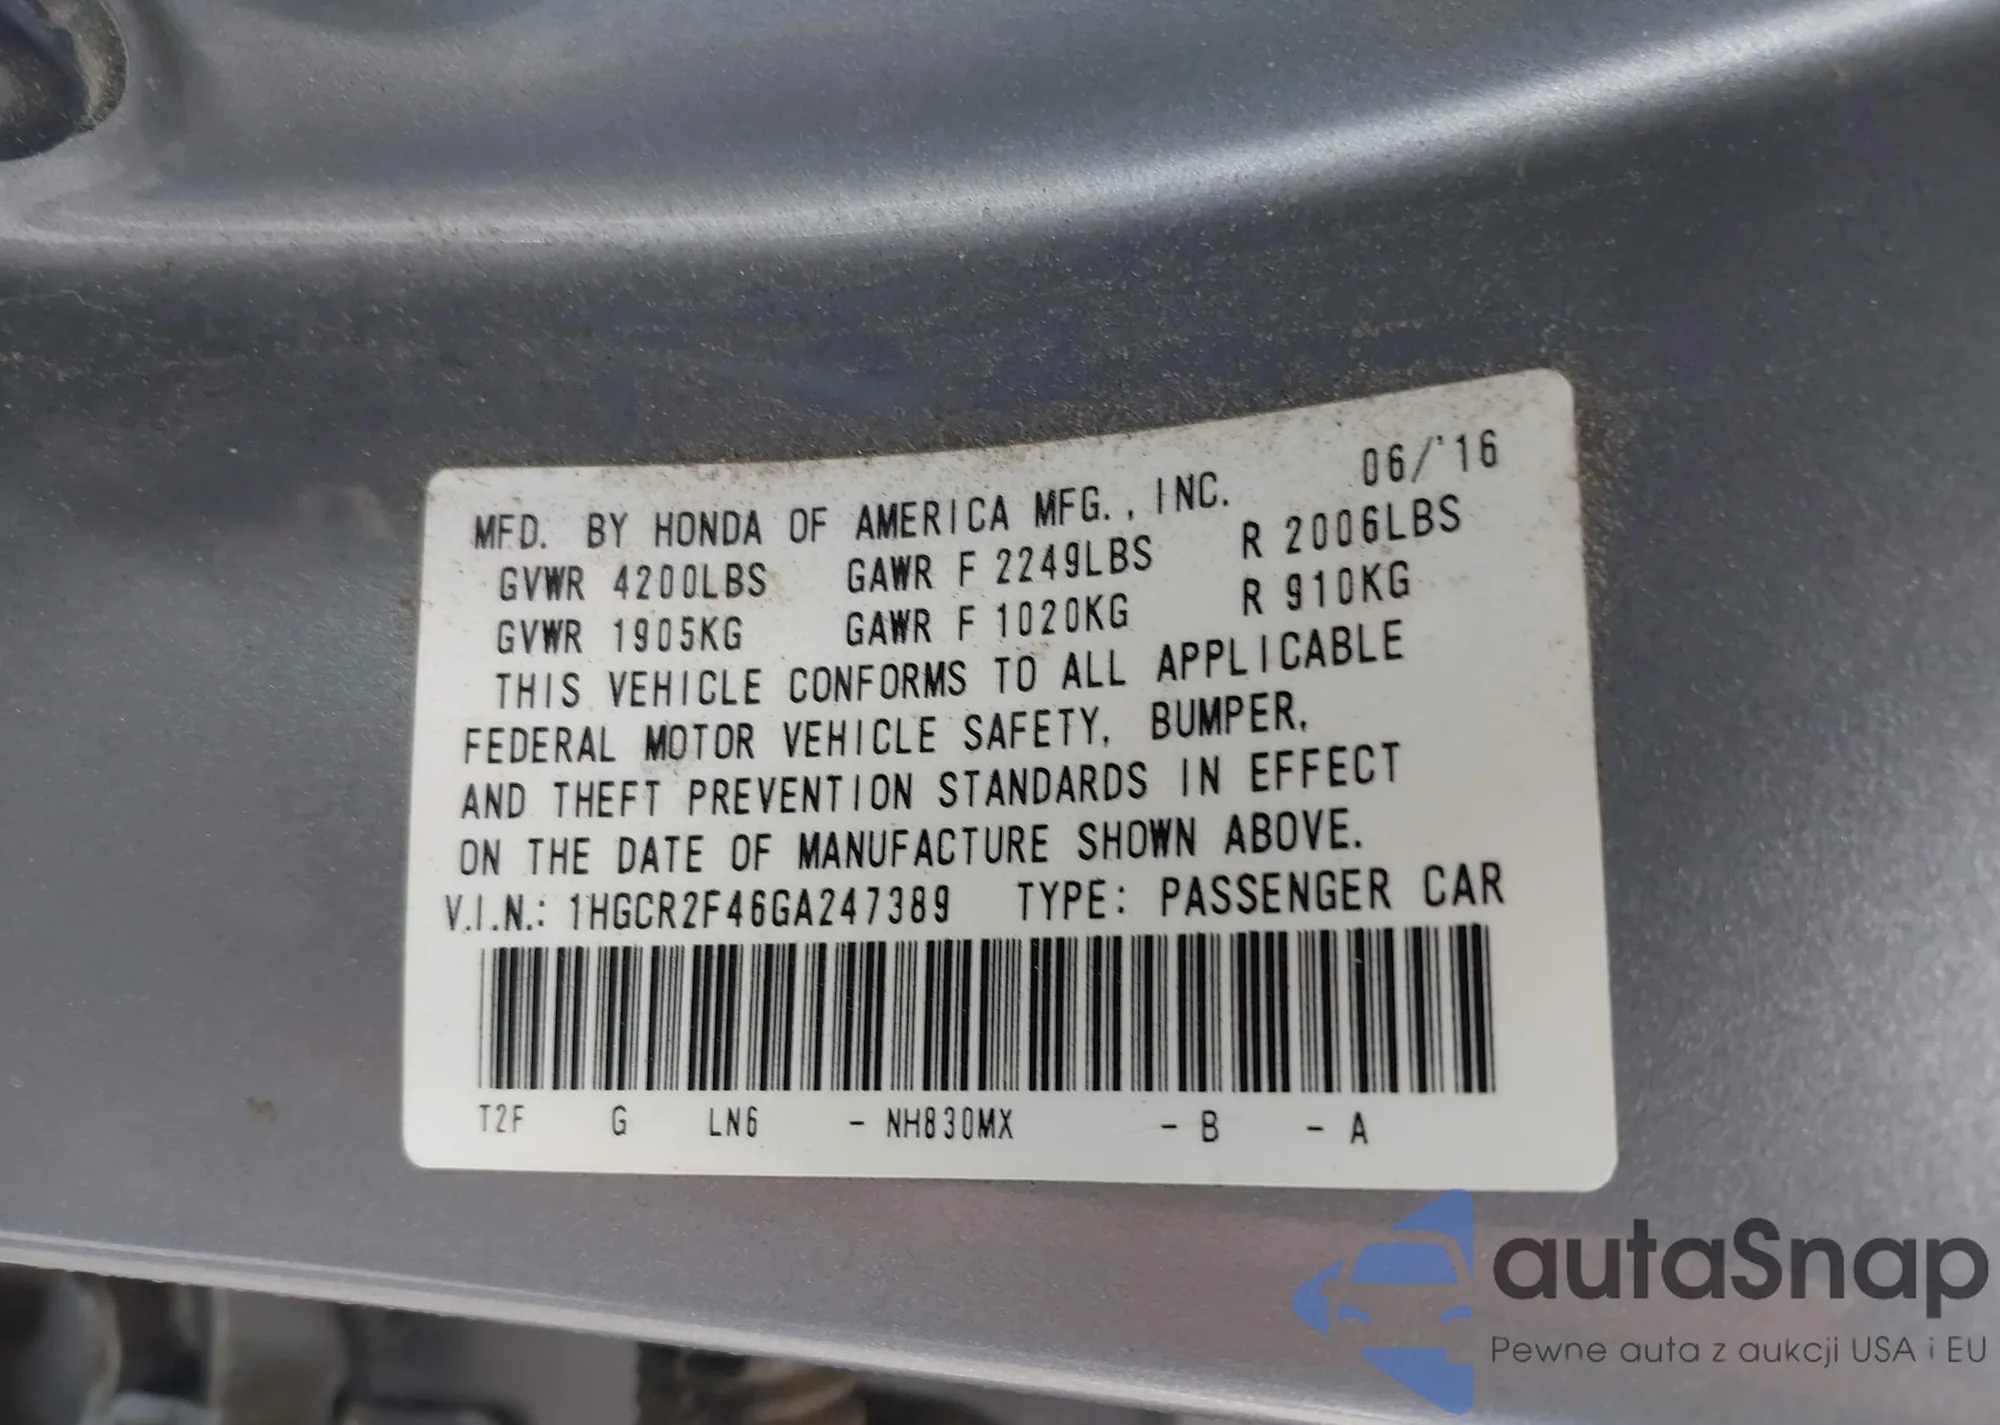 06/'16
MFD. BY HONDA OF AMERICA MFG., INC.
GVWR 4200LBS GAWR F 2249LBS R 2006LBS
GVWR 1905KG GAWR F 1020KG R 910KG
THIS VEHICLE CONFORMS TO ALL APPLICABLE
FEDERAL MOTOR VEHICLE SAFETY, BUMPER,
AND THEFT PREVENTION STANDARDS IN EFFECT
ON THE DATE OF MANUFACTURE SHOWN ABOVE.
V.I.N.: 1HGCR2F46GA247389 TYPE: PASSENGER CAR
T2F G LN6 - NH830MX - B - A
autaSnap
Pewne auta z aukcji USA i EU